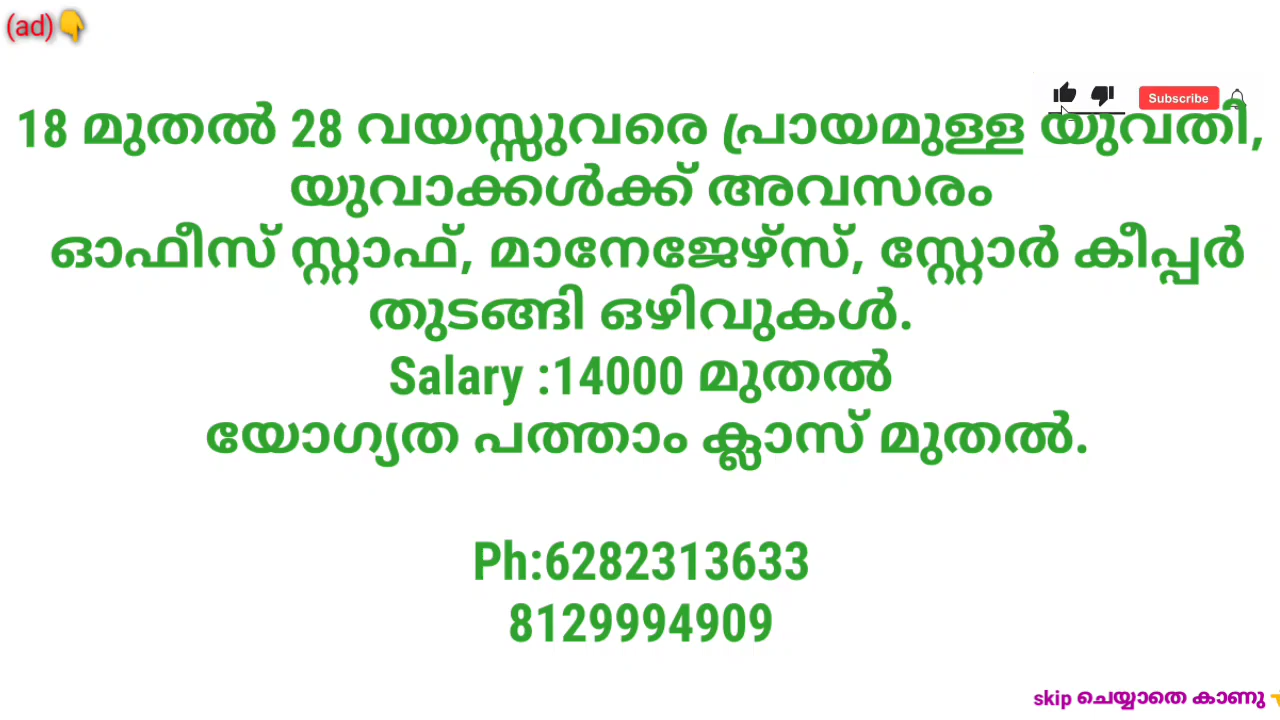 (ad)👇
Subscribe
18 മുതൽ 28 വയസ്സുവരെ പ്രായമുള്ള യുവതി,
യുവാക്കൾക്ക് അവസരം
ഓഫീസ് സ്റ്റാഫ്, മാനേജേഴ്സ്, സ്റ്റോർ കീപ്പർ
തുടങ്ങി ഒഴിവുകൾ.
Salary :14000 മുതൽ
യോഗ്യത പത്താം ക്ലാസ് മുതൽ.
Ph:6282313633
8129994909
skip ചെയ്യാതെ കാണു